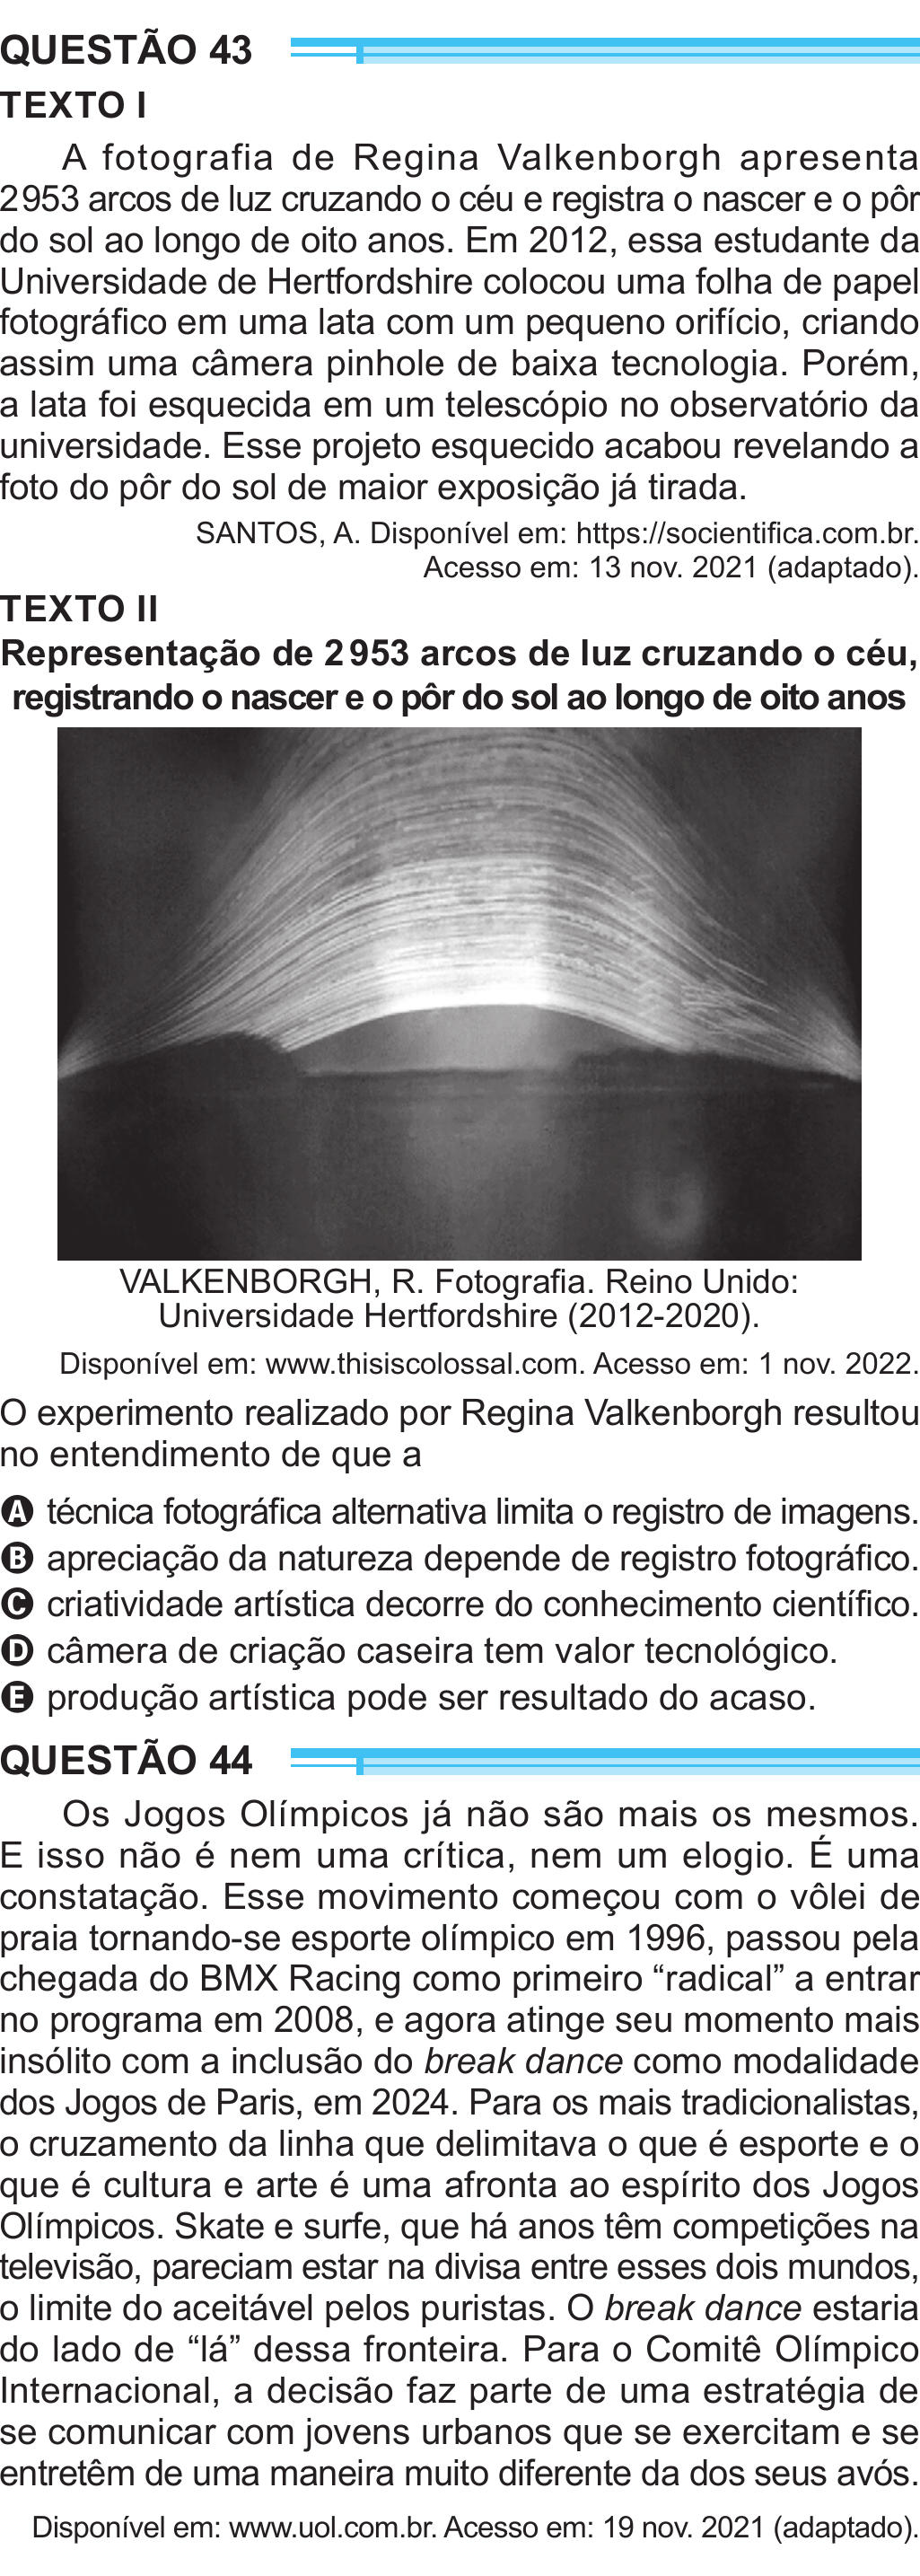 QUESTÃO 43
TEXTO I
A fotografia de Regina Valkenborgh apresenta
2 953 arcos de luz cruzando o céu e registra o nascer e o pôr
do sol ao longo de oito anos. Em 2012, essa estudante da
Universidade de Hertfordshire colocou uma folha de papel
fotográfico em uma lata com um pequeno orifício, criando
assim uma câmera pinhole de baixa tecnologia. Porém,
a lata foi esquecida em um telescópio no observatório da
universidade. Esse projeto esquecido acabou revelando a
foto do pôr do sol de maior exposição já tirada.
SANTOS, A. Disponível em: https://socientifica.com.br.
Acesso em: 13 nov. 2021 (adaptado).
TEXTO II
Representação de 2 953 arcos de luz cruzando o céu,
registrando o nascer e o pôr do sol ao longo de oito anos
VALKENBORGH, R. Fotografia. Reino Unido:
Universidade Hertfordshire (2012-2020).
Disponível em: www.thisiscolossal.com. Acesso em: 1 nov. 2022.
O experimento realizado por Regina Valkenborgh resultou
no entendimento de que a
A técnica fotográfica alternativa limita o registro de imagens.
B apreciação da natureza depende de registro fotográfico.
C criatividade artística decorre do conhecimento científico.
D câmera de criação caseira tem valor tecnológico.
E produção artística pode ser resultado do acaso.
QUESTÃO 44
Os Jogos Olímpicos já não são mais os mesmos.
E isso não é nem uma crítica, nem um elogio. É uma
constatação. Esse movimento começou com o vôlei de
praia tornando-se esporte olímpico em 1996, passou pela
chegada do BMX Racing como primeiro “radical” a entrar
no programa em 2008, e agora atinge seu momento mais
insólito com a inclusão do break dance como modalidade
dos Jogos de Paris, em 2024. Para os mais tradicionalistas,
o cruzamento da linha que delimitava o que é esporte e o
que é cultura e arte é uma afronta ao espírito dos Jogos
Olímpicos. Skate e surfe, que há anos têm competições na
televisão, pareciam estar na divisa entre esses dois mundos,
o limite do aceitável pelos puristas. O break dance estaria
do lado de “lá” dessa fronteira. Para o Comitê Olímpico
Internacional, a decisão faz parte de uma estratégia de
se comunicar com jovens urbanos que se exercitam e se
entretêm de uma maneira muito diferente da dos seus avós.
Disponível em: www.uol.com.br. Acesso em: 19 nov. 2021 (adaptado).